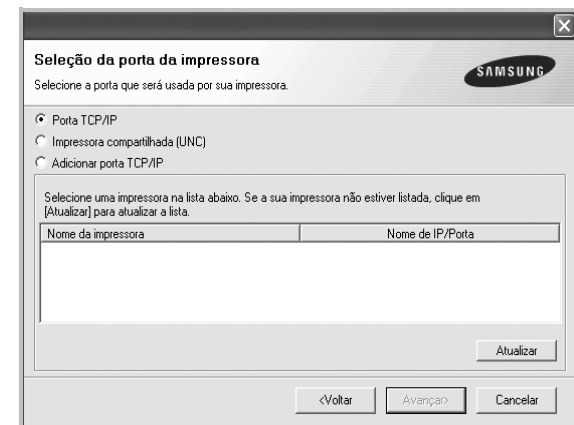 Seleção da porta da impressora
Selecione a porta que será usada por sua impressora.
SAMSUNG
Porta TCP/IP
Impressora compartilhada (UNC)
Adicionar porta TCP/IP
Selecione uma impressora na lista abaixo. Se a sua impressora não estiver listada, clique em
[Atualizar] para atualizar a lista.
Nome da impressora Nome de IP/Porta
Atualizar
<Voltar Avançar> Cancelar